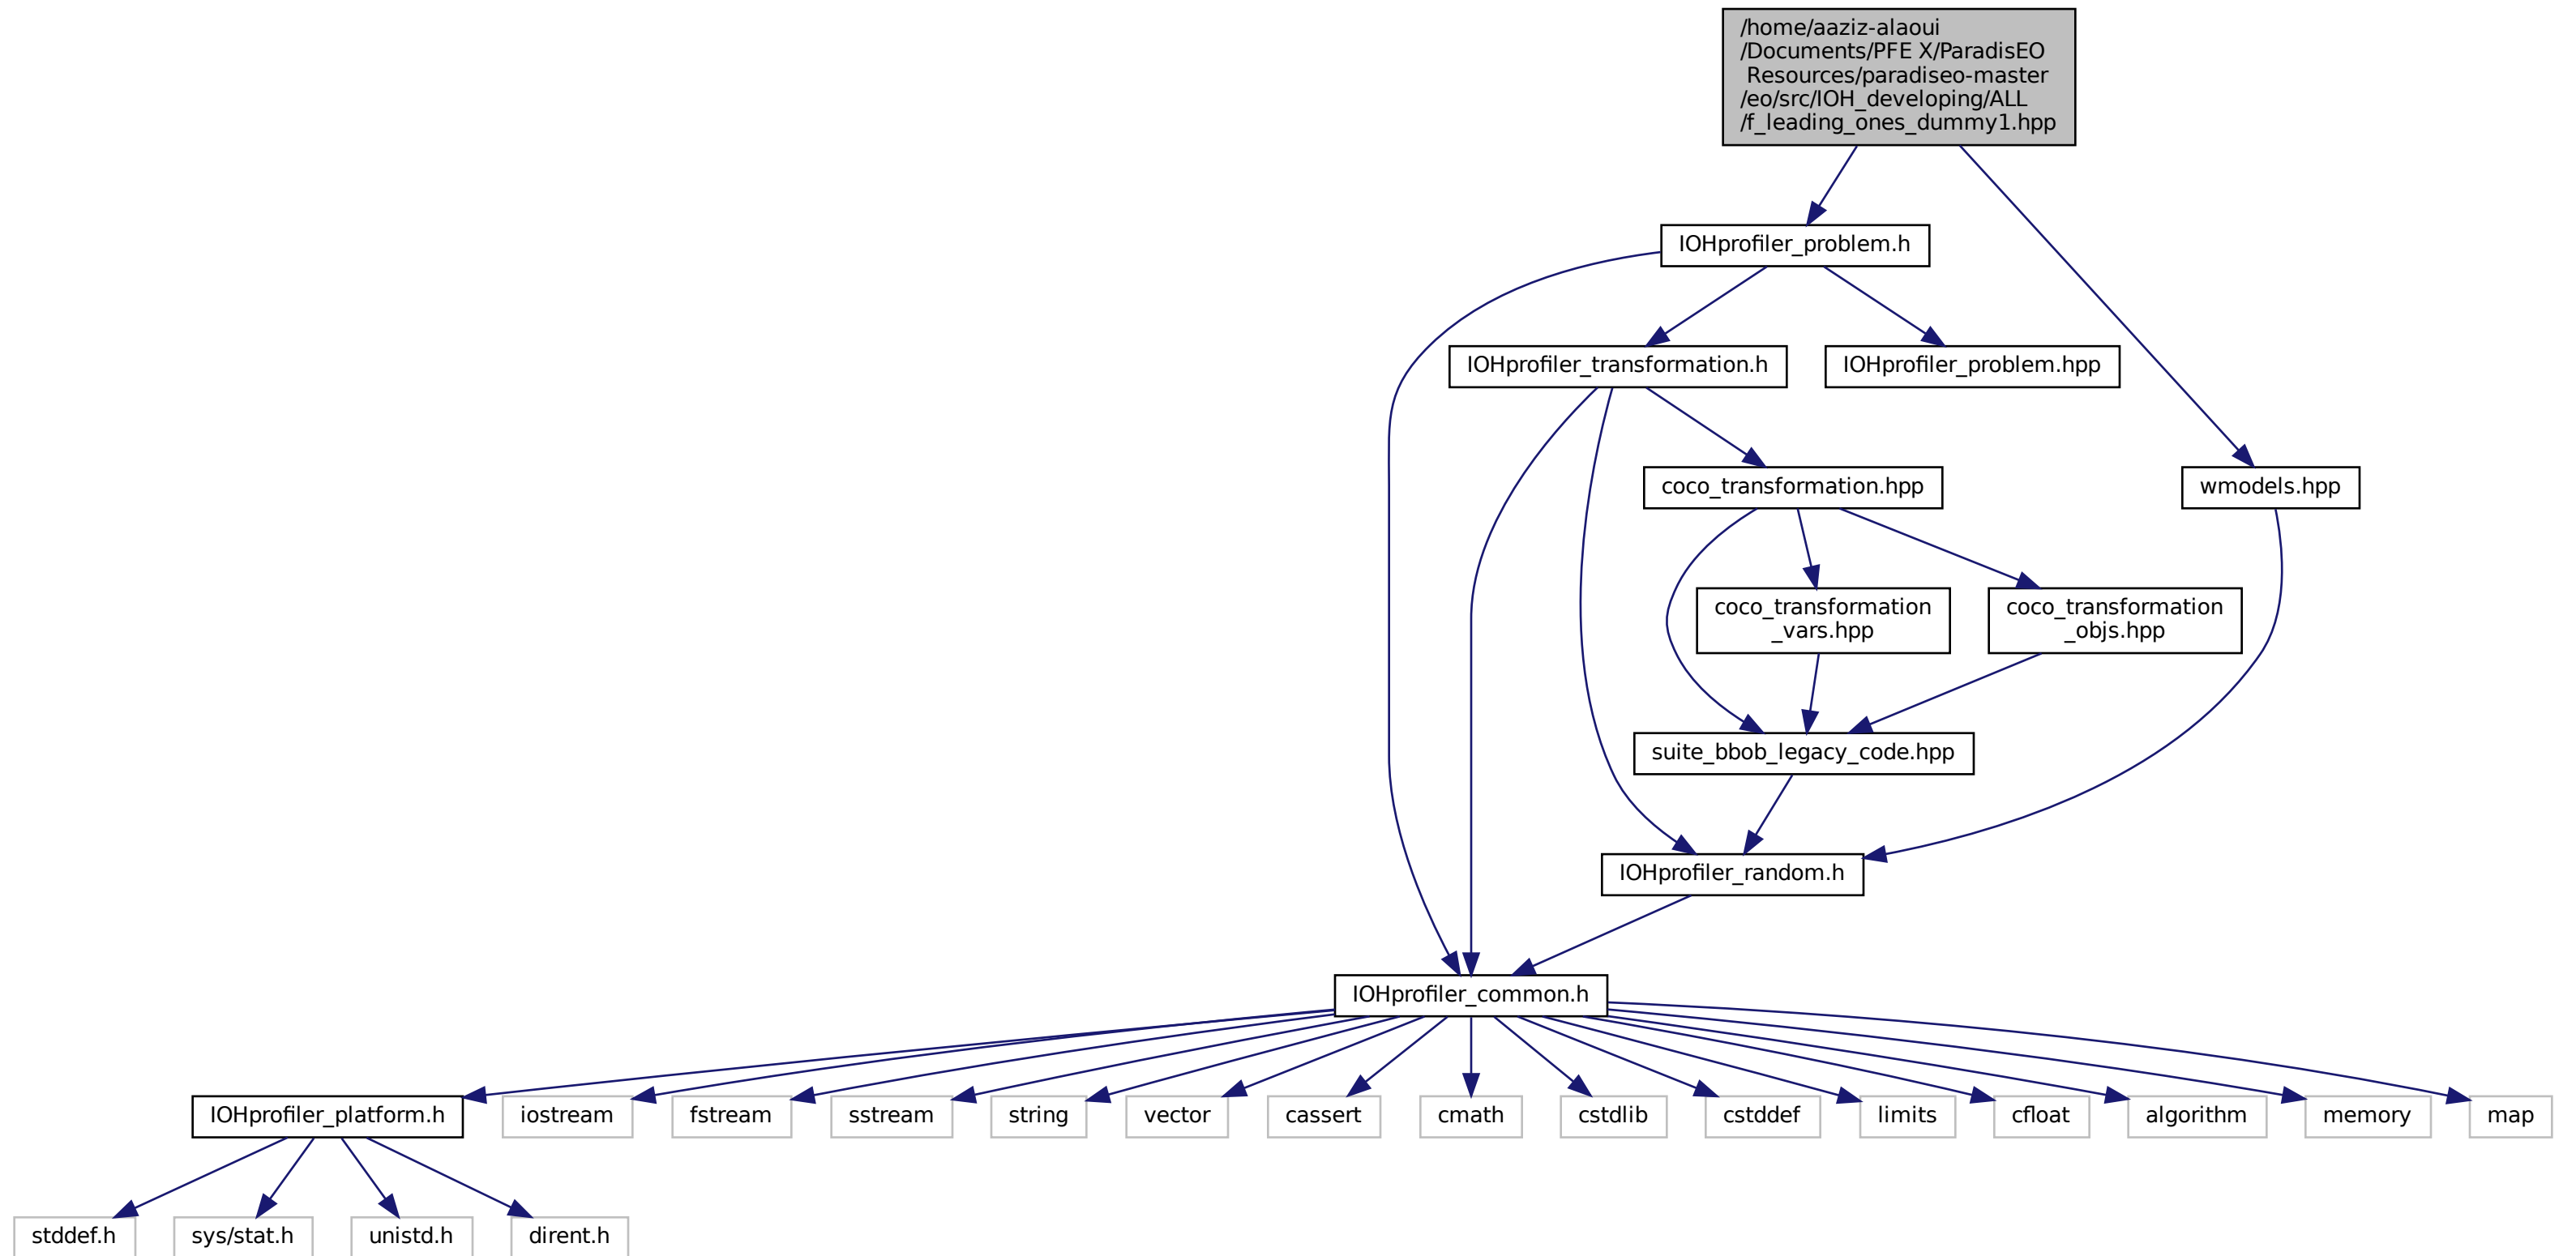 /home/aaziz-alaoui
/Documents/PFE X/ParadisEO
Resources/paradiseo-master
/eo/src/IOH_developing/ALL
/f_leading_ones_dummy1.hpp
IOHprofiler_problem.h
IOHprofiler_transformation.h
IOHprofiler_problem.hpp
coco_transformation.hpp
wmodels.hpp
coco_transformation
_vars.hpp
coco_transformation
_objs.hpp
suite_bbob_legacy_code.hpp
IOHprofiler_random.h
IOHprofiler_common.h
IOHprofiler_platform.h
iostream
fstream
sstream
string
vector
cassert
cmath
cstdlib
cstddef
limits
cfloat
algorithm
memory
map
stddef.h
sys/stat.h
unistd.h
dirent.h